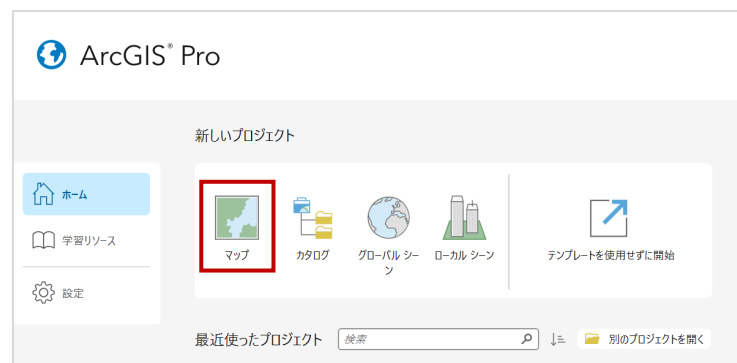 ArcGIS® Pro
新しいプロジェクト
ホーム
学習リソース
設定
マップ
カタログ
グローバル シー
ン
ローカル シーン
テンプレートを使用せずに開始
最近使ったプロジェクト
検索
別のプロジェクトを開く